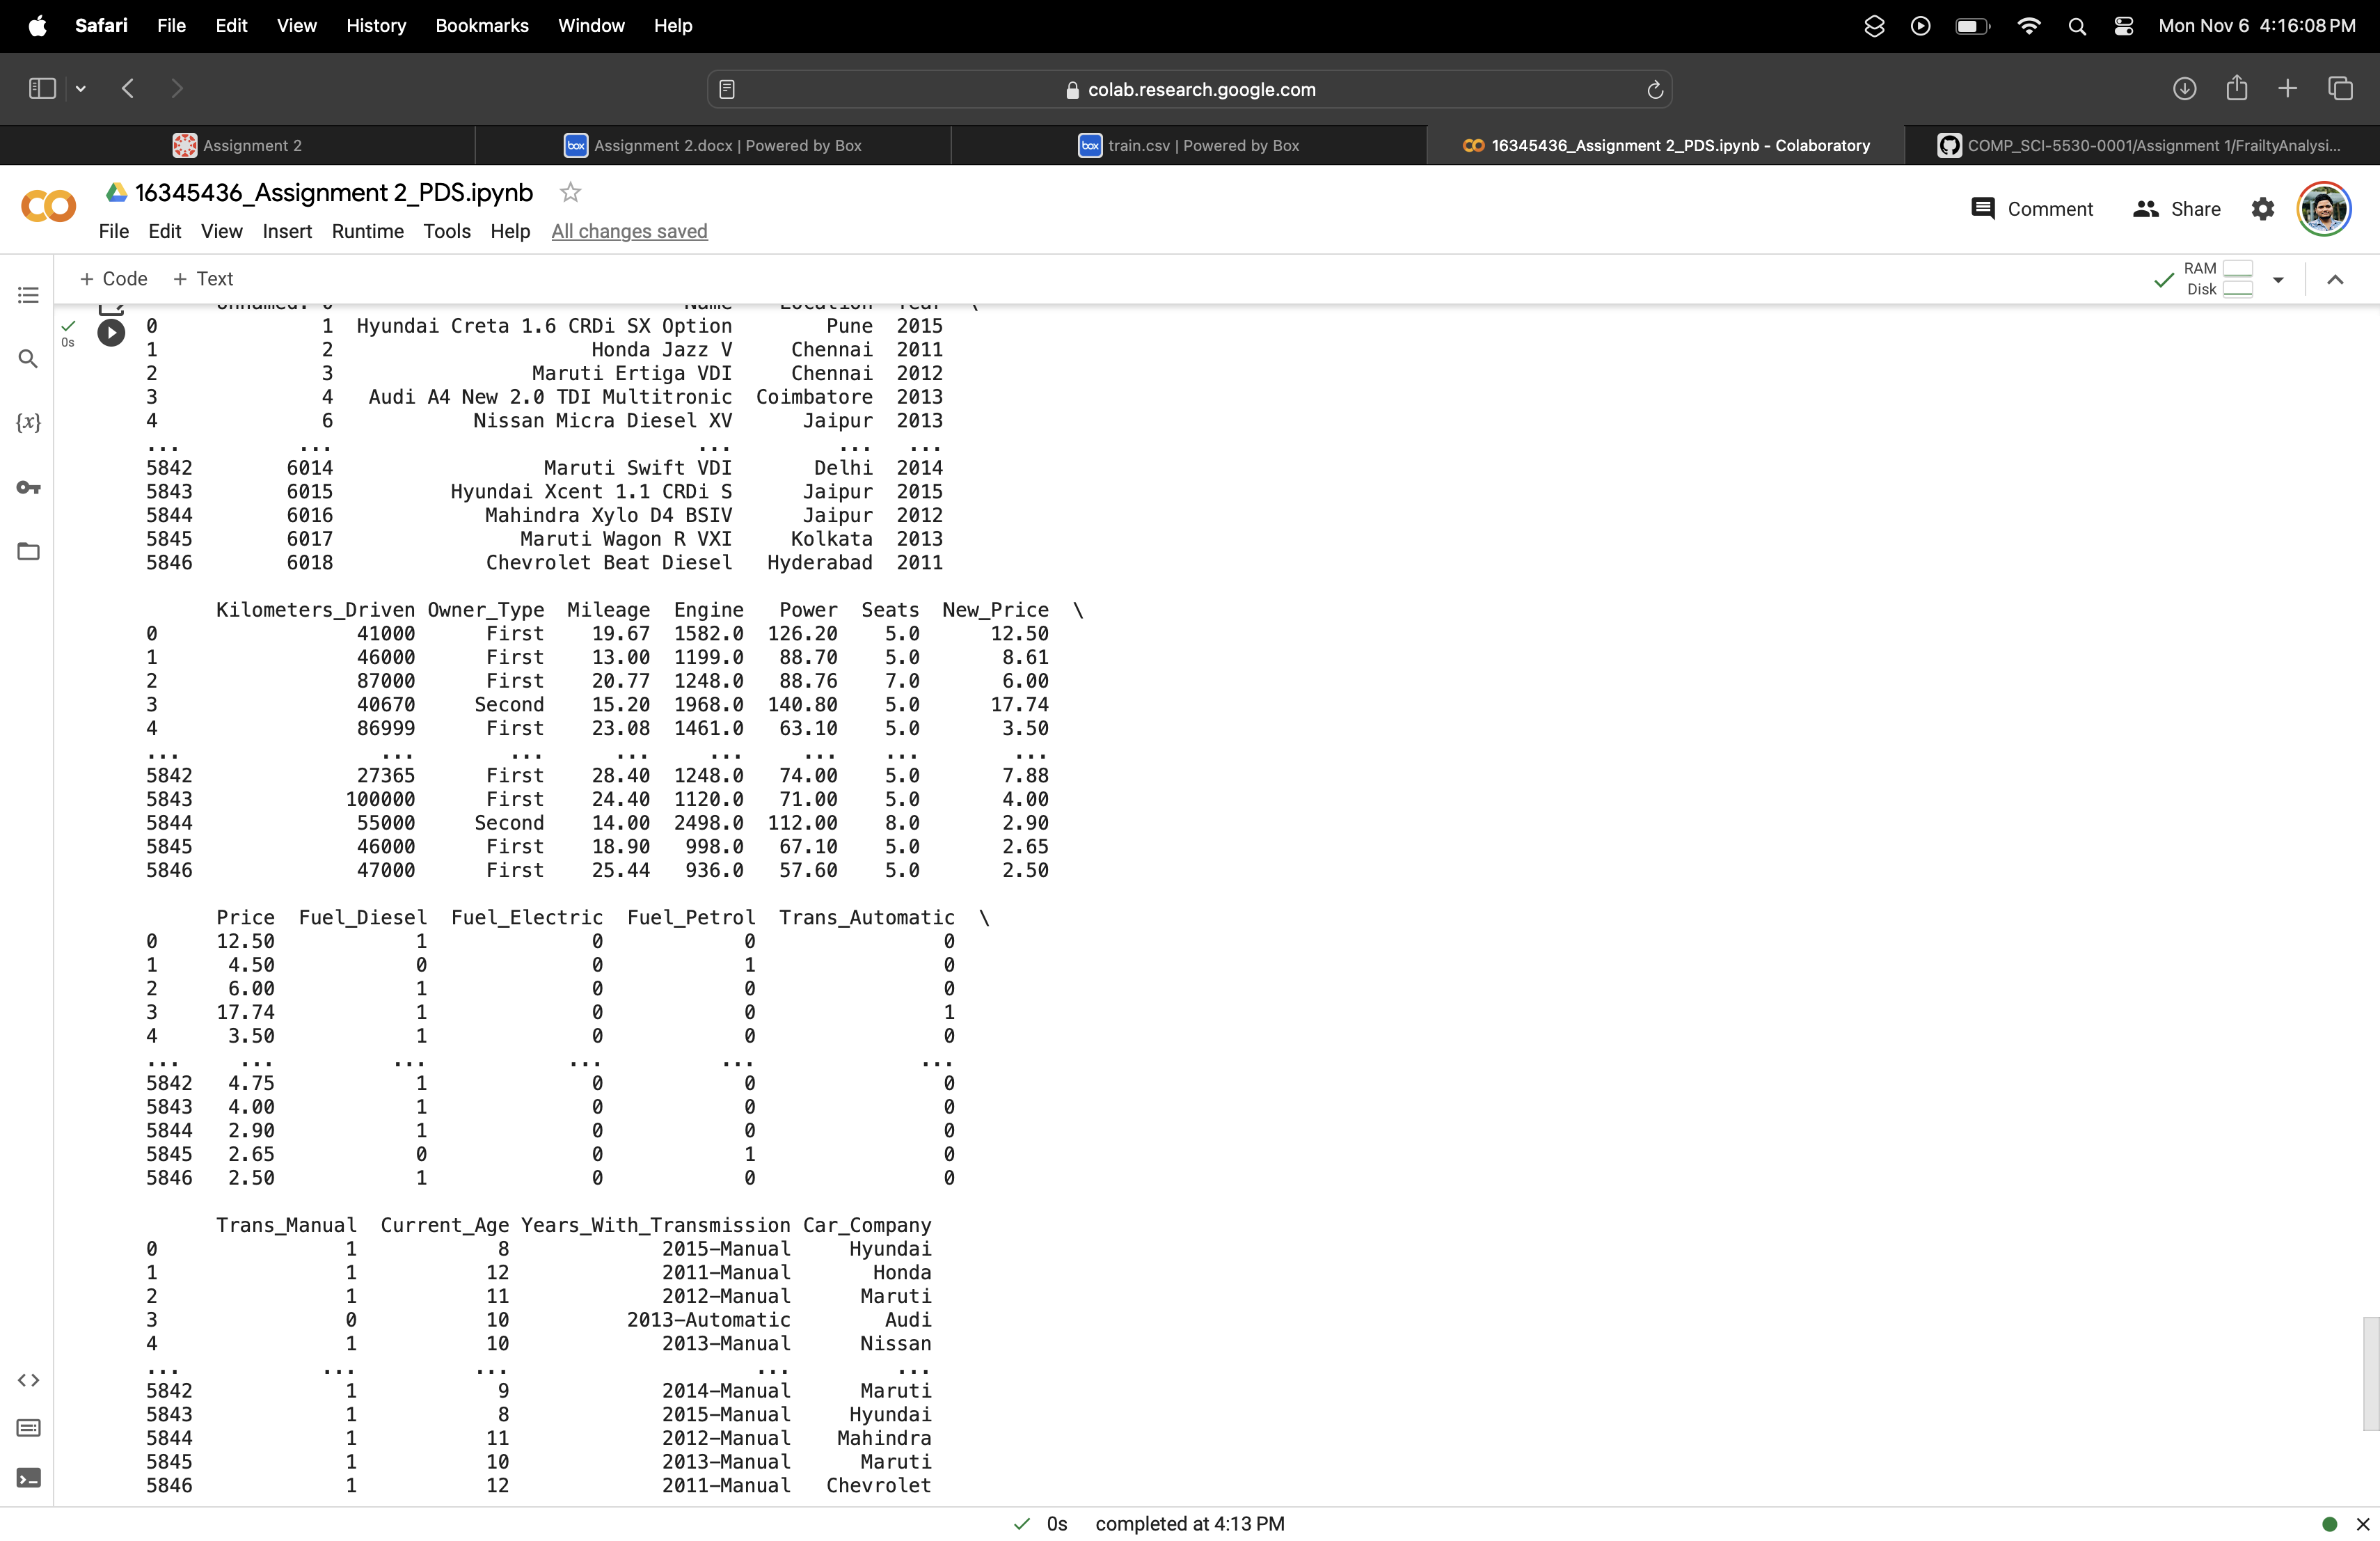 Safari File Edit View History Bookmarks Window Help Mon Nov 6 4:16:08 PM
colab.research.google.com
Assignment 2
Assignment 2.docx | Powered by Box
train.csv | Powered by Box
16345436_Assignment 2_PDS.ipynb - Colaboratory
COMP_SCI-5530-0001/Assignment 1/FrailtyAnalysi...
16345436_Assignment 2_PDS.ipynb
Comment Share
File Edit View Insert Runtime Tools Help All changes saved
+ Code + Text
RAM
Disk
Unnamed: 0 Name Location Year \
0 1 Hyundai Creta 1.6 CRDi SX Option Pune 2015
0s
1 2 Honda Jazz V Chennai 2011
2 3 Maruti Ertiga VDI Chennai 2012
3 4 Audi A4 New 2.0 TDI Multitronic Coimbatore 2013
4 6 Nissan Micra Diesel XV Jaipur 2013
... ... ... ... ...
5842 6014 Maruti Swift VDI Delhi 2014
5843 6015 Hyundai Xcent 1.1 CRDi S Jaipur 2015
5844 6016 Mahindra Xylo D4 BSIV Jaipur 2012
5845 6017 Maruti Wagon R VXI Kolkata 2013
5846 6018 Chevrolet Beat Diesel Hyderabad 2011
Kilometers_Driven Owner_Type Mileage Engine Power Seats New_Price \
0 41000 First 19.67 1582.0 126.20 5.0 12.50
1 46000 First 13.00 1199.0 88.70 5.0 8.61
2 87000 First 20.77 1248.0 88.76 7.0 6.00
3 40670 Second 15.20 1968.0 140.80 5.0 17.74
4 86999 First 23.08 1461.0 63.10 5.0 3.50
... ... ... ... ... ... ... ...
5842 27365 First 28.40 1248.0 74.00 5.0 7.88
5843 100000 First 24.40 1120.0 71.00 5.0 4.00
5844 55000 Second 14.00 2498.0 112.00 8.0 2.90
5845 46000 First 18.90 998.0 67.10 5.0 2.65
5846 47000 First 25.44 936.0 57.60 5.0 2.50
Price Fuel_Diesel Fuel_Electric Fuel_Petrol Trans_Automatic \
0 12.50 1 0 0 0
1 4.50 0 0 1 0
2 6.00 1 0 0 0
3 17.74 1 0 0 1
4 3.50 1 0 0 0
... ... ... ... ... ...
5842 4.75 1 0 0 0
5843 4.00 1 0 0 0
5844 2.90 1 0 0 0
5845 2.65 0 0 1 0
5846 2.50 1 0 0 0
Trans_Manual Current_Age Years_With_Transmission Car_Company
0 1 8 2015-Manual Hyundai
1 1 12 2011-Manual Honda
2 1 11 2012-Manual Maruti
3 0 10 2013-Automatic Audi
4 1 10 2013-Manual Nissan
... ... ... ... ...
5842 1 9 2014-Manual Maruti
5843 1 8 2015-Manual Hyundai
5844 1 11 2012-Manual Mahindra
5845 1 10 2013-Manual Maruti
5846 1 12 2011-Manual Chevrolet
0s completed at 4:13 PM